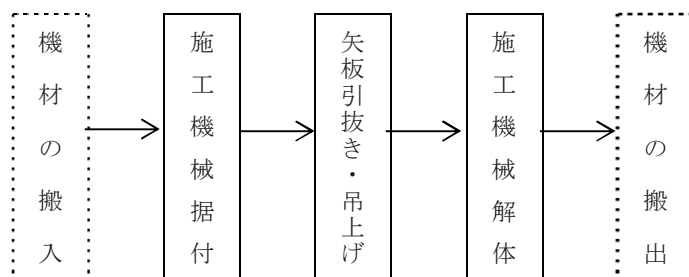 機材の搬入
施工機械据付
矢板引抜き・吊上げ
施工機械解体
機材の搬出